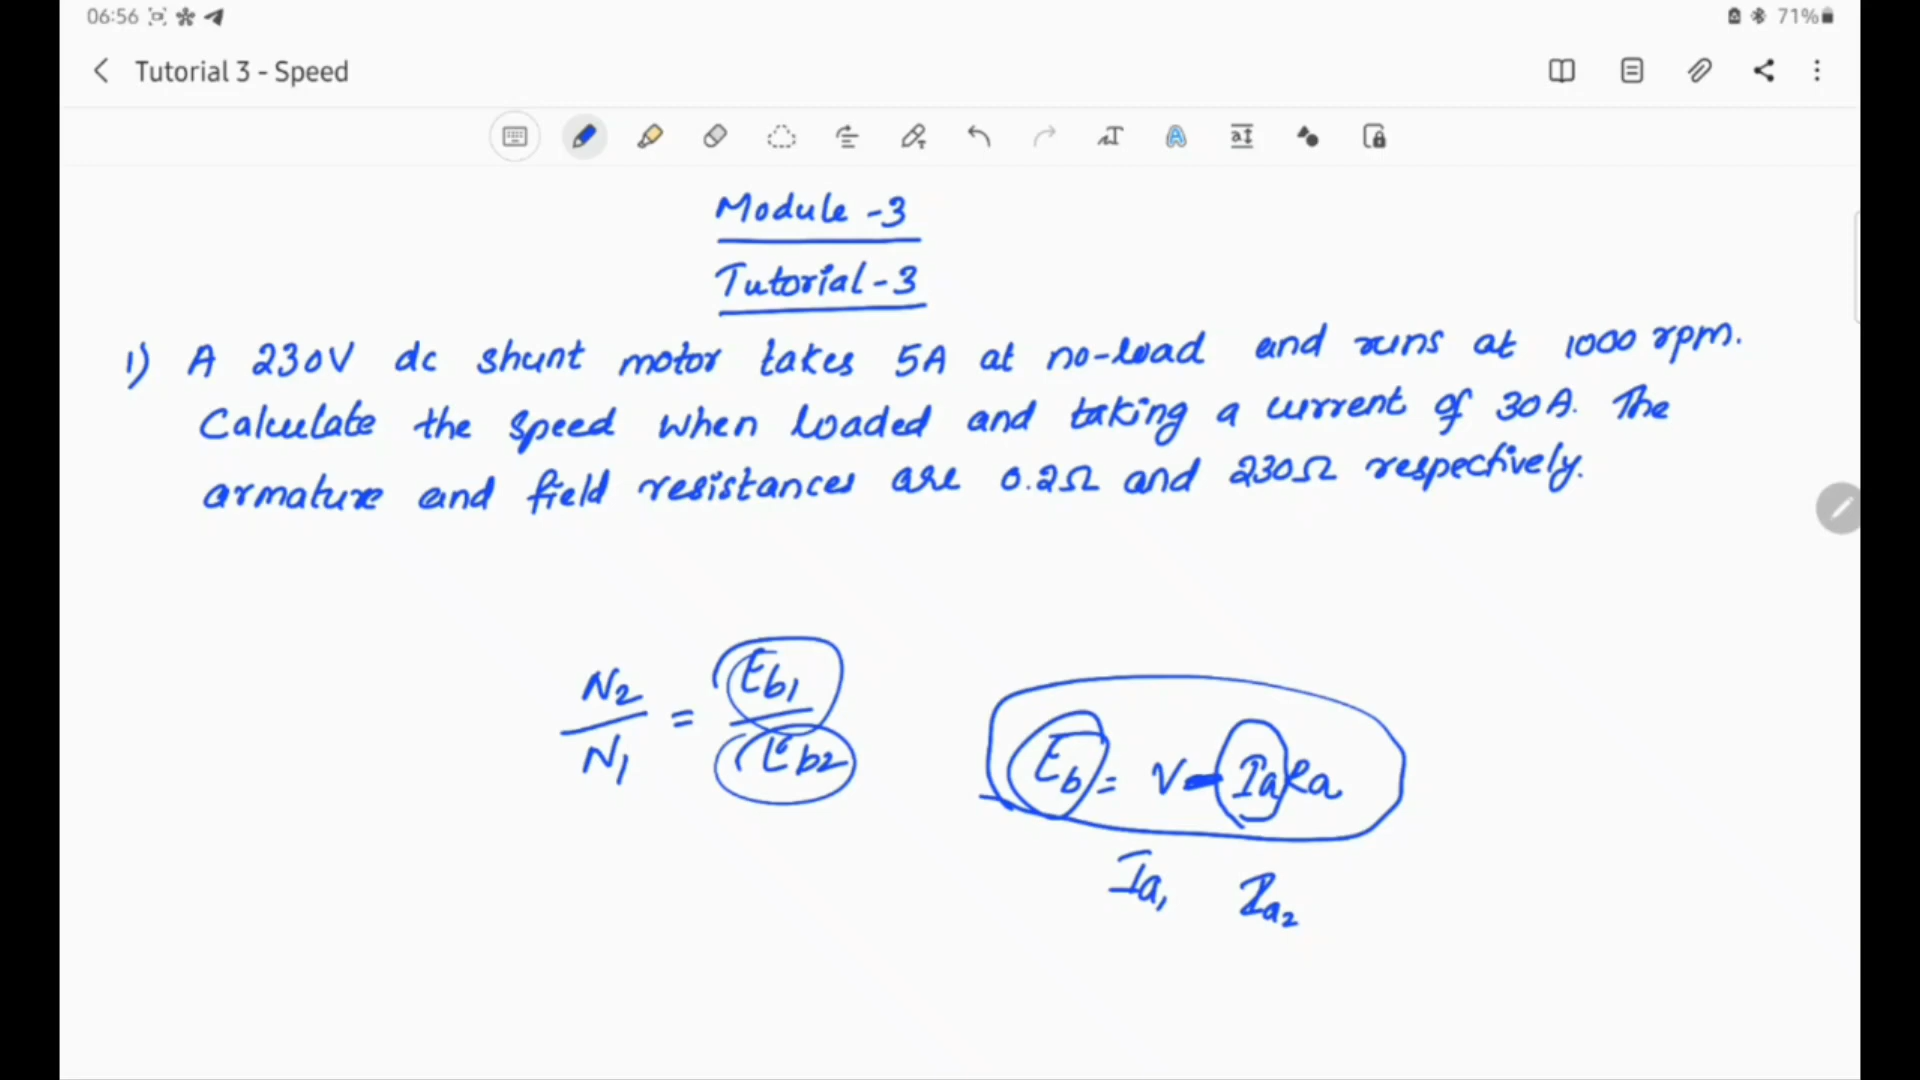 06:56
71%
Tutorial 3 - Speed
Module -3
Tutorial -3
1) A 230V dc shunt motor takes 5A at no-load and runs at 1000 rpm.
Calculate the speed when loaded and taking a current of 30A. The
armature and field resistances are 0.2Ω and 230Ω respectively.
N2/N1 = Eb1/Eb2
Eb = V-IaRa
Ia1 Ia2